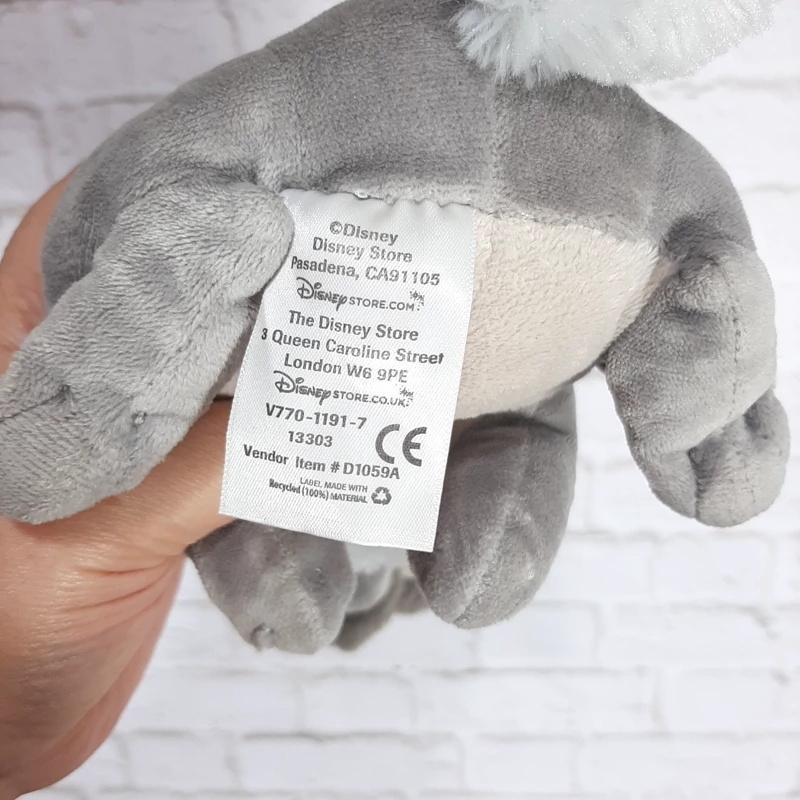 ©Disney
Disney Store
Pasadena, CA91105
DISNEYSTORE.COM
The Disney Store
3 Queen Caroline Street
London W6 9PE
DISNEYSTORE.CO.UK
V770-1191-7
13303
CE
Vendor Item # D1059A
LABEL MADE WITH
Recycled (100%) MATERIAL